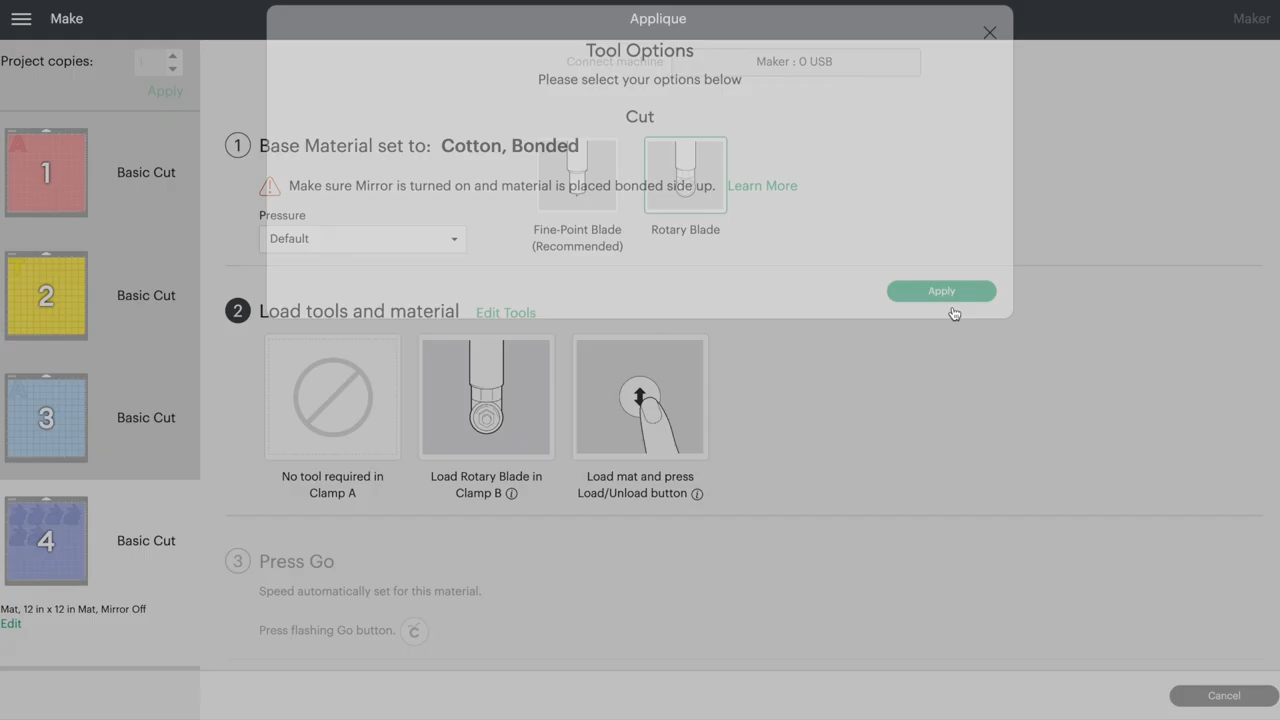 Make
Applique
Maker
Project copies:
Apply
Tool Options
Connect machine
Maker : 0 USB
Please select your options below
Cut
1 Base Material set to: Cotton, Bonded
Make sure Mirror is turned on and material is placed bonded side up. Learn More
Pressure
Default
Fine-Point Blade
(Recommended)
Rotary Blade
Apply
1
Basic Cut
2
Basic Cut
3
Basic Cut
4
Basic Cut
Mat, 12 in x 12 in Mat, Mirror Off
Edit
2 Load tools and material Edit Tools
No tool required in
Clamp A
Load Rotary Blade in
Clamp B
Load mat and press
Load/Unload button
3 Press Go
Speed automatically set for this material.
Press flashing Go button.
Cancel